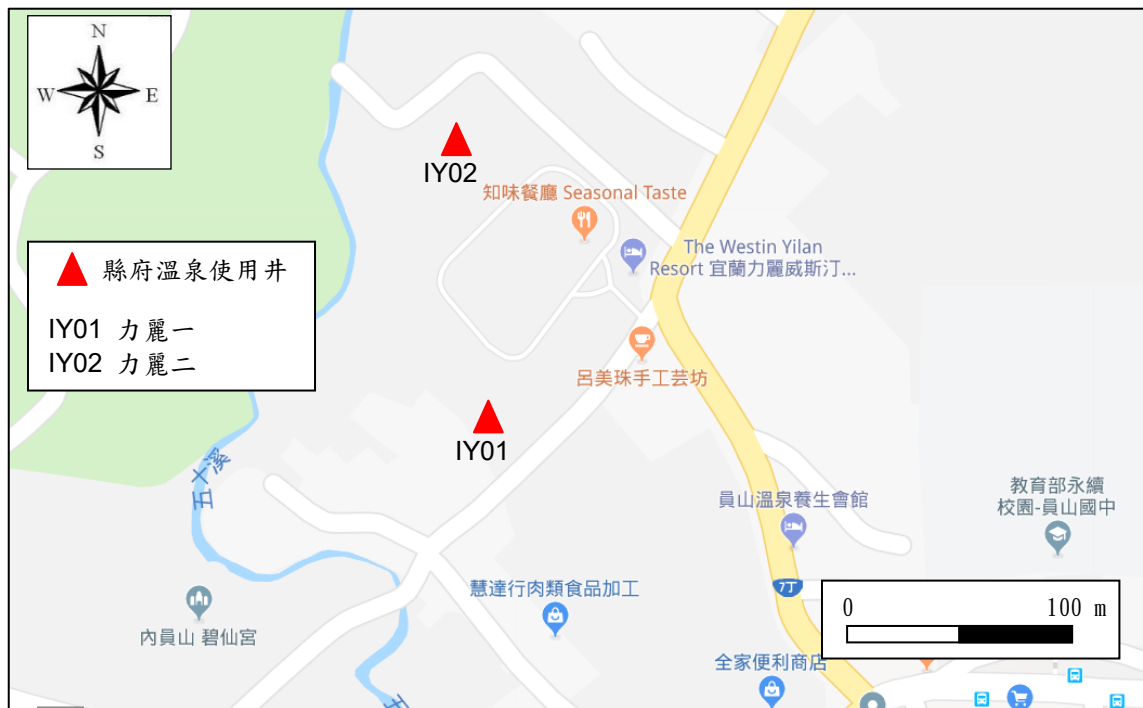 N
W
E
S
IY02
知味餐廳 Seasonal Taste
The Westin Yilan
Resort 宜蘭力麗威斯汀...
縣府溫泉使用井
IY01 力麗一
IY02 力麗二
呂美珠手工芸坊
IY01
五十溪
教育部永續
校園-員山國中
員山溫泉養生會館
慧達行肉類食品加工
7丁
0 100 m
內員山 碧仙宮
全家便利商店
五